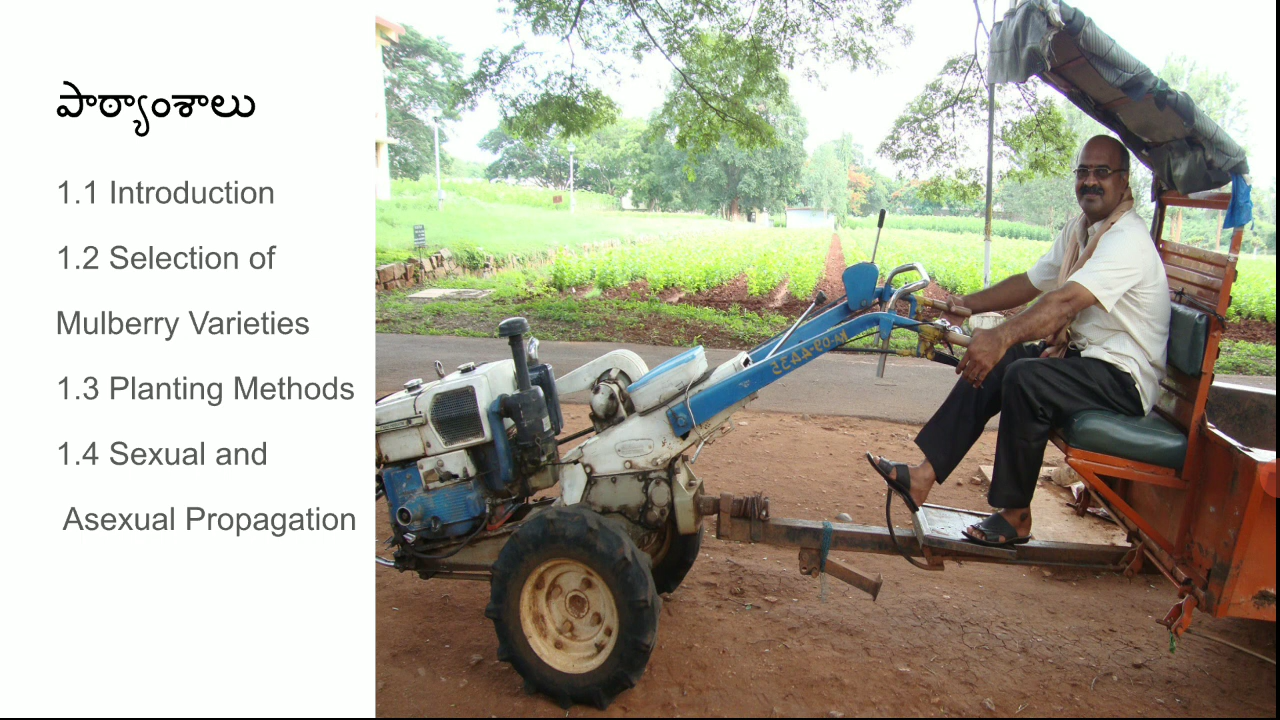 పాఠ్యాంశాలు
1.1 Introduction
1.2 Selection of
Mulberry Varieties
1.3 Planting Methods
1.4 Sexual and
Asexual Propagation